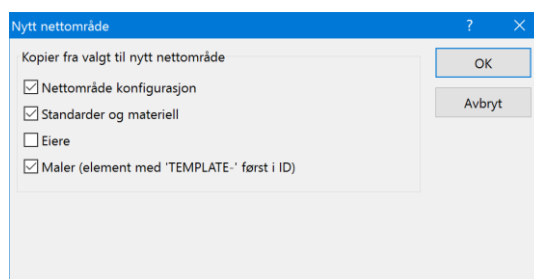 Nytt nettområde
?
Kopier fra valgt til nytt nettområde
OK
Nettområde konfigurasjon
Avbryt
Standarder og materiell
Eiere
Maler (element med 'TEMPLATE-' først i ID)